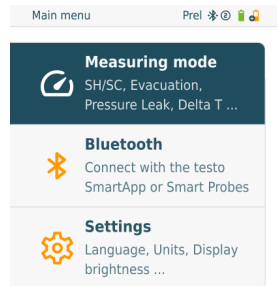 Main menu Prel ②
Measuring mode
SH/SC, Evacuation,
Pressure Leak, Delta T ...
Bluetooth
Connect with the testo
SmartApp or Smart Probes
Settings
Language, Units, Display
brightness ...